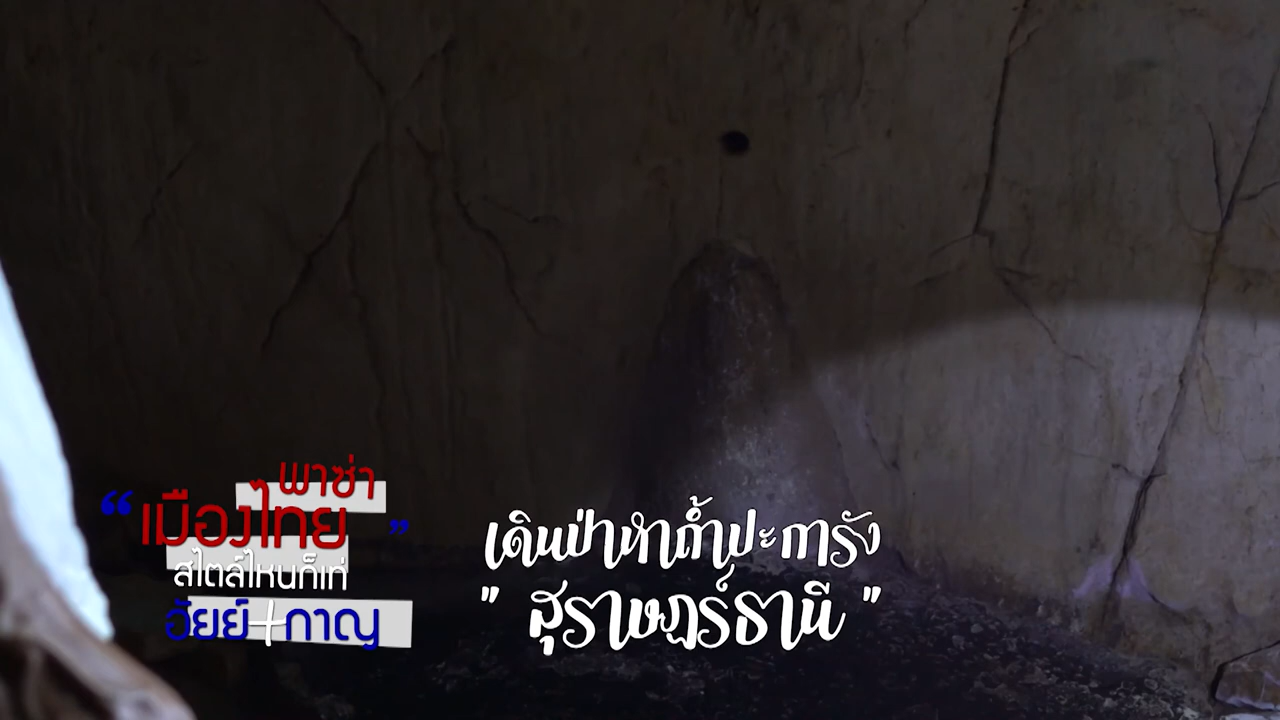 พาซ่า
“ เมืองไทย ”
สไตล์ไหนก็เท่
อัยย์+กาญ
เดินป่าหาถ้ำปะการัง
" สุราษฎร์ธานี "